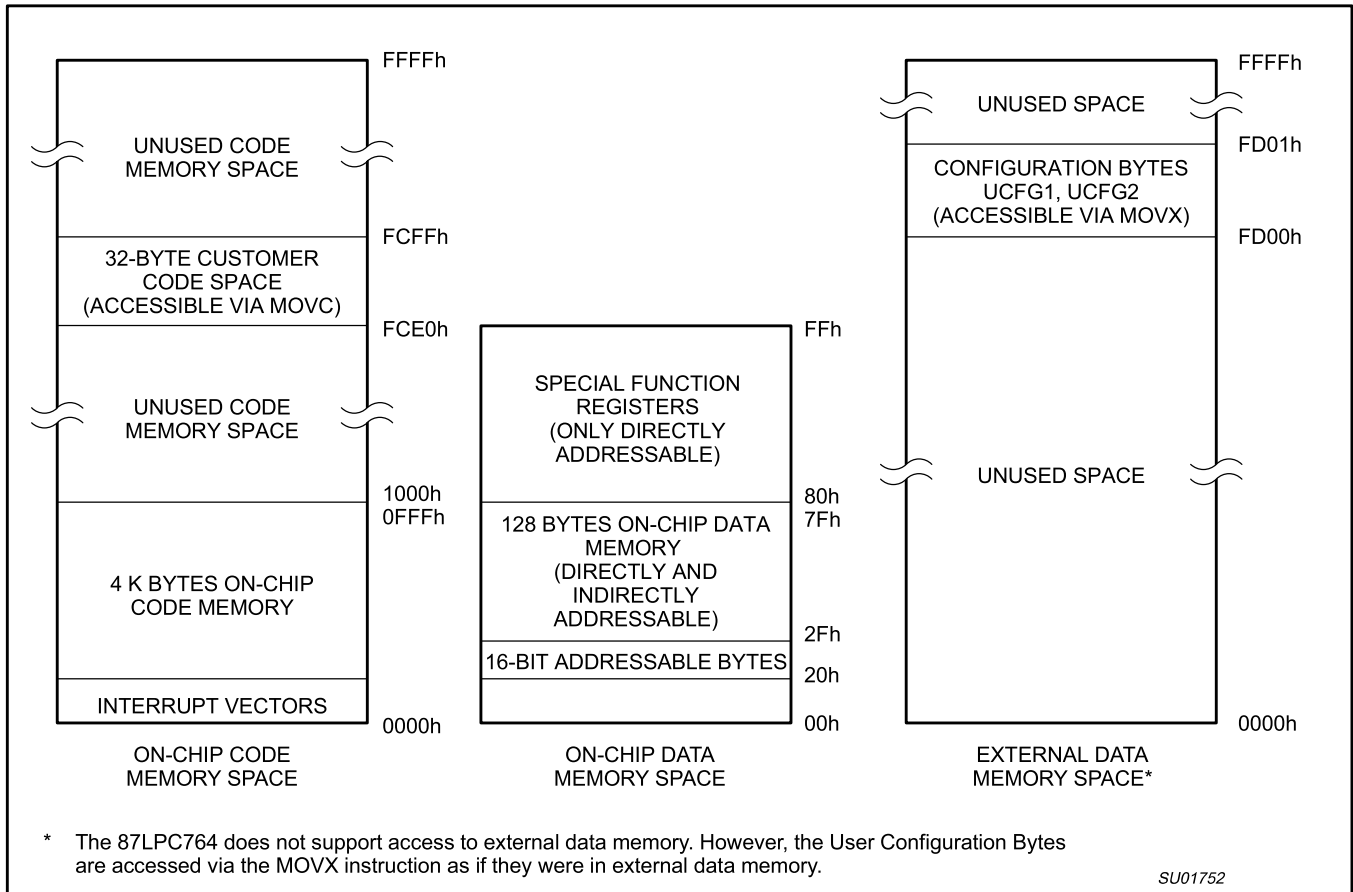 FFFFh
UNUSED CODE
MEMORY SPACE
FCFFh
32-BYTE CUSTOMER
CODE SPACE
(ACCESSIBLE VIA MOVC)
FCE0h
UNUSED CODE
MEMORY SPACE
1000h
0FFFh
4 K BYTES ON-CHIP
CODE MEMORY
INTERRUPT VECTORS
0000h
ON-CHIP CODE
MEMORY SPACE
FFh
SPECIAL FUNCTION
REGISTERS
(ONLY DIRECTLY
ADDRESSABLE)
80h
7Fh
128 BYTES ON-CHIP DATA
MEMORY
(DIRECTLY AND
INDIRECTLY
ADDRESSABLE)
2Fh
16-BIT ADDRESSABLE BYTES
20h
00h
ON-CHIP DATA
MEMORY SPACE
FFFFh
UNUSED SPACE
FD01h
CONFIGURATION BYTES
UCFG1, UCFG2
(ACCESSIBLE VIA MOVX)
FD00h
UNUSED SPACE
0000h
EXTERNAL DATA
MEMORY SPACE*
* The 87LPC764 does not support access to external data memory. However, the User Configuration Bytes
are accessed via the MOVX instruction as if they were in external data memory.
SU01752